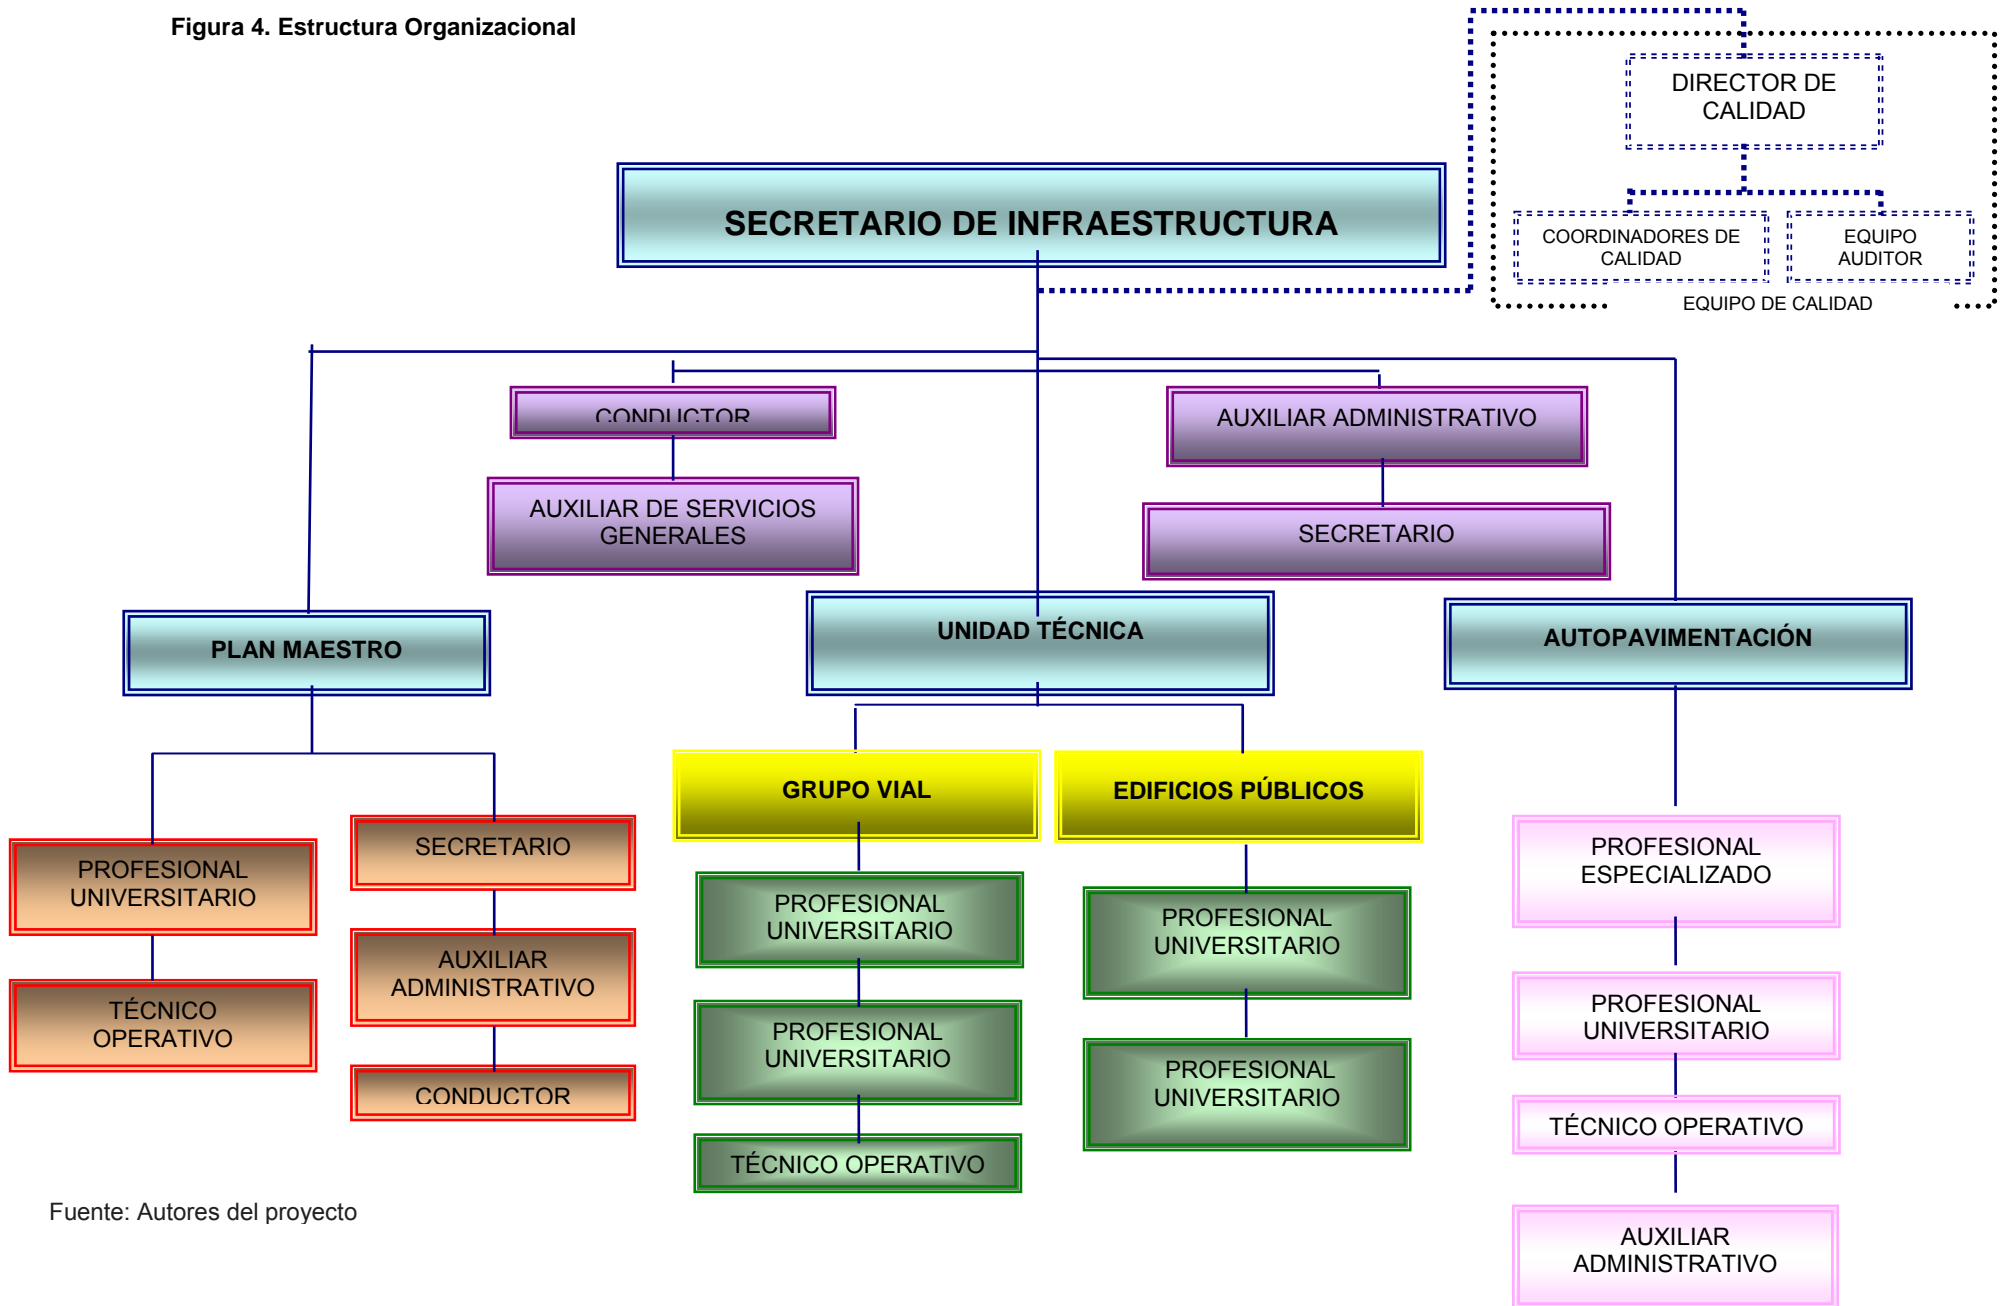 Figura 4. Estructura Organizacional
DIRECTOR DE
CALIDAD
SECRETARIO DE INFRAESTRUCTURA
COORDINADORES DE
CALIDAD
EQUIPO
AUDITOR
EQUIPO DE CALIDAD
CONDUCTOR
AUXILIAR ADMINISTRATIVO
AUXILIAR DE SERVICIOS
GENERALES
SECRETARIO
PLAN MAESTRO
UNIDAD TÉCNICA
AUTOPAVIMENTACIÓN
GRUPO VIAL
EDIFICIOS PÚBLICOS
PROFESIONAL
UNIVERSITARIO
SECRETARIO
PROFESIONAL
UNIVERSITARIO
PROFESIONAL
UNIVERSITARIO
PROFESIONAL
ESPECIALIZADO
TÉCNICO
OPERATIVO
AUXILIAR
ADMINISTRATIVO
PROFESIONAL
UNIVERSITARIO
PROFESIONAL
UNIVERSITARIO
PROFESIONAL
UNIVERSITARIO
CONDUCTOR
TÉCNICO OPERATIVO
TÉCNICO OPERATIVO
AUXILIAR
ADMINISTRATIVO
Fuente: Autores del proyecto